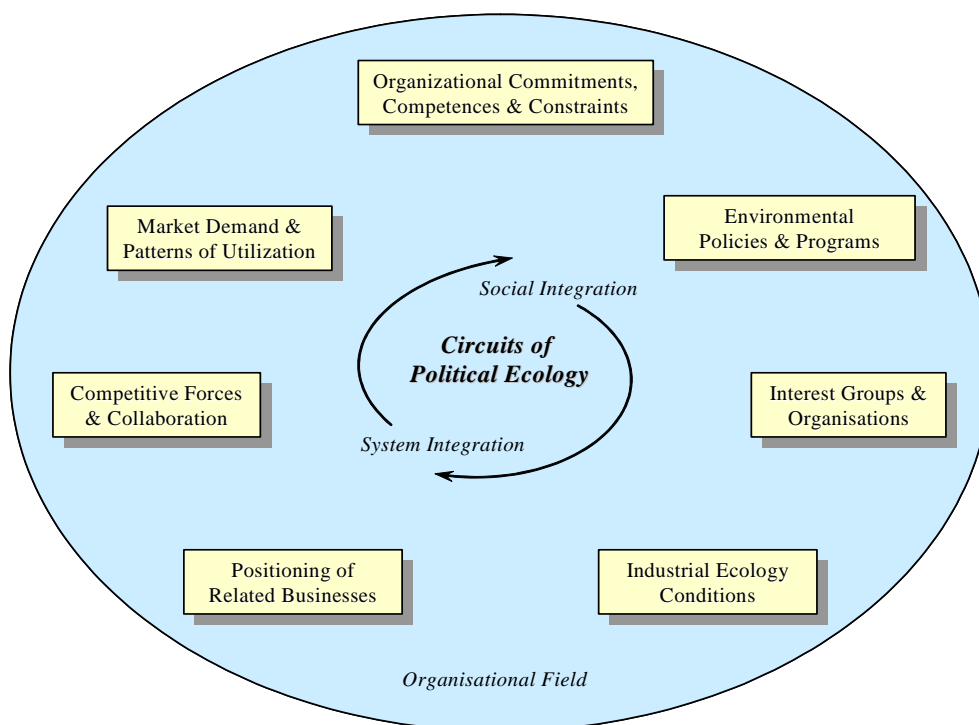 Organizational Commitments,
Competences & Constraints
Market Demand &
Patterns of Utilization
Environmental
Policies & Programs
Social Integration
Circuits of
Political Ecology
Competitive Forces
& Collaboration
Interest Groups &
Organisations
System Integration
Positioning of
Related Businesses
Industrial Ecology
Conditions
Organisational Field